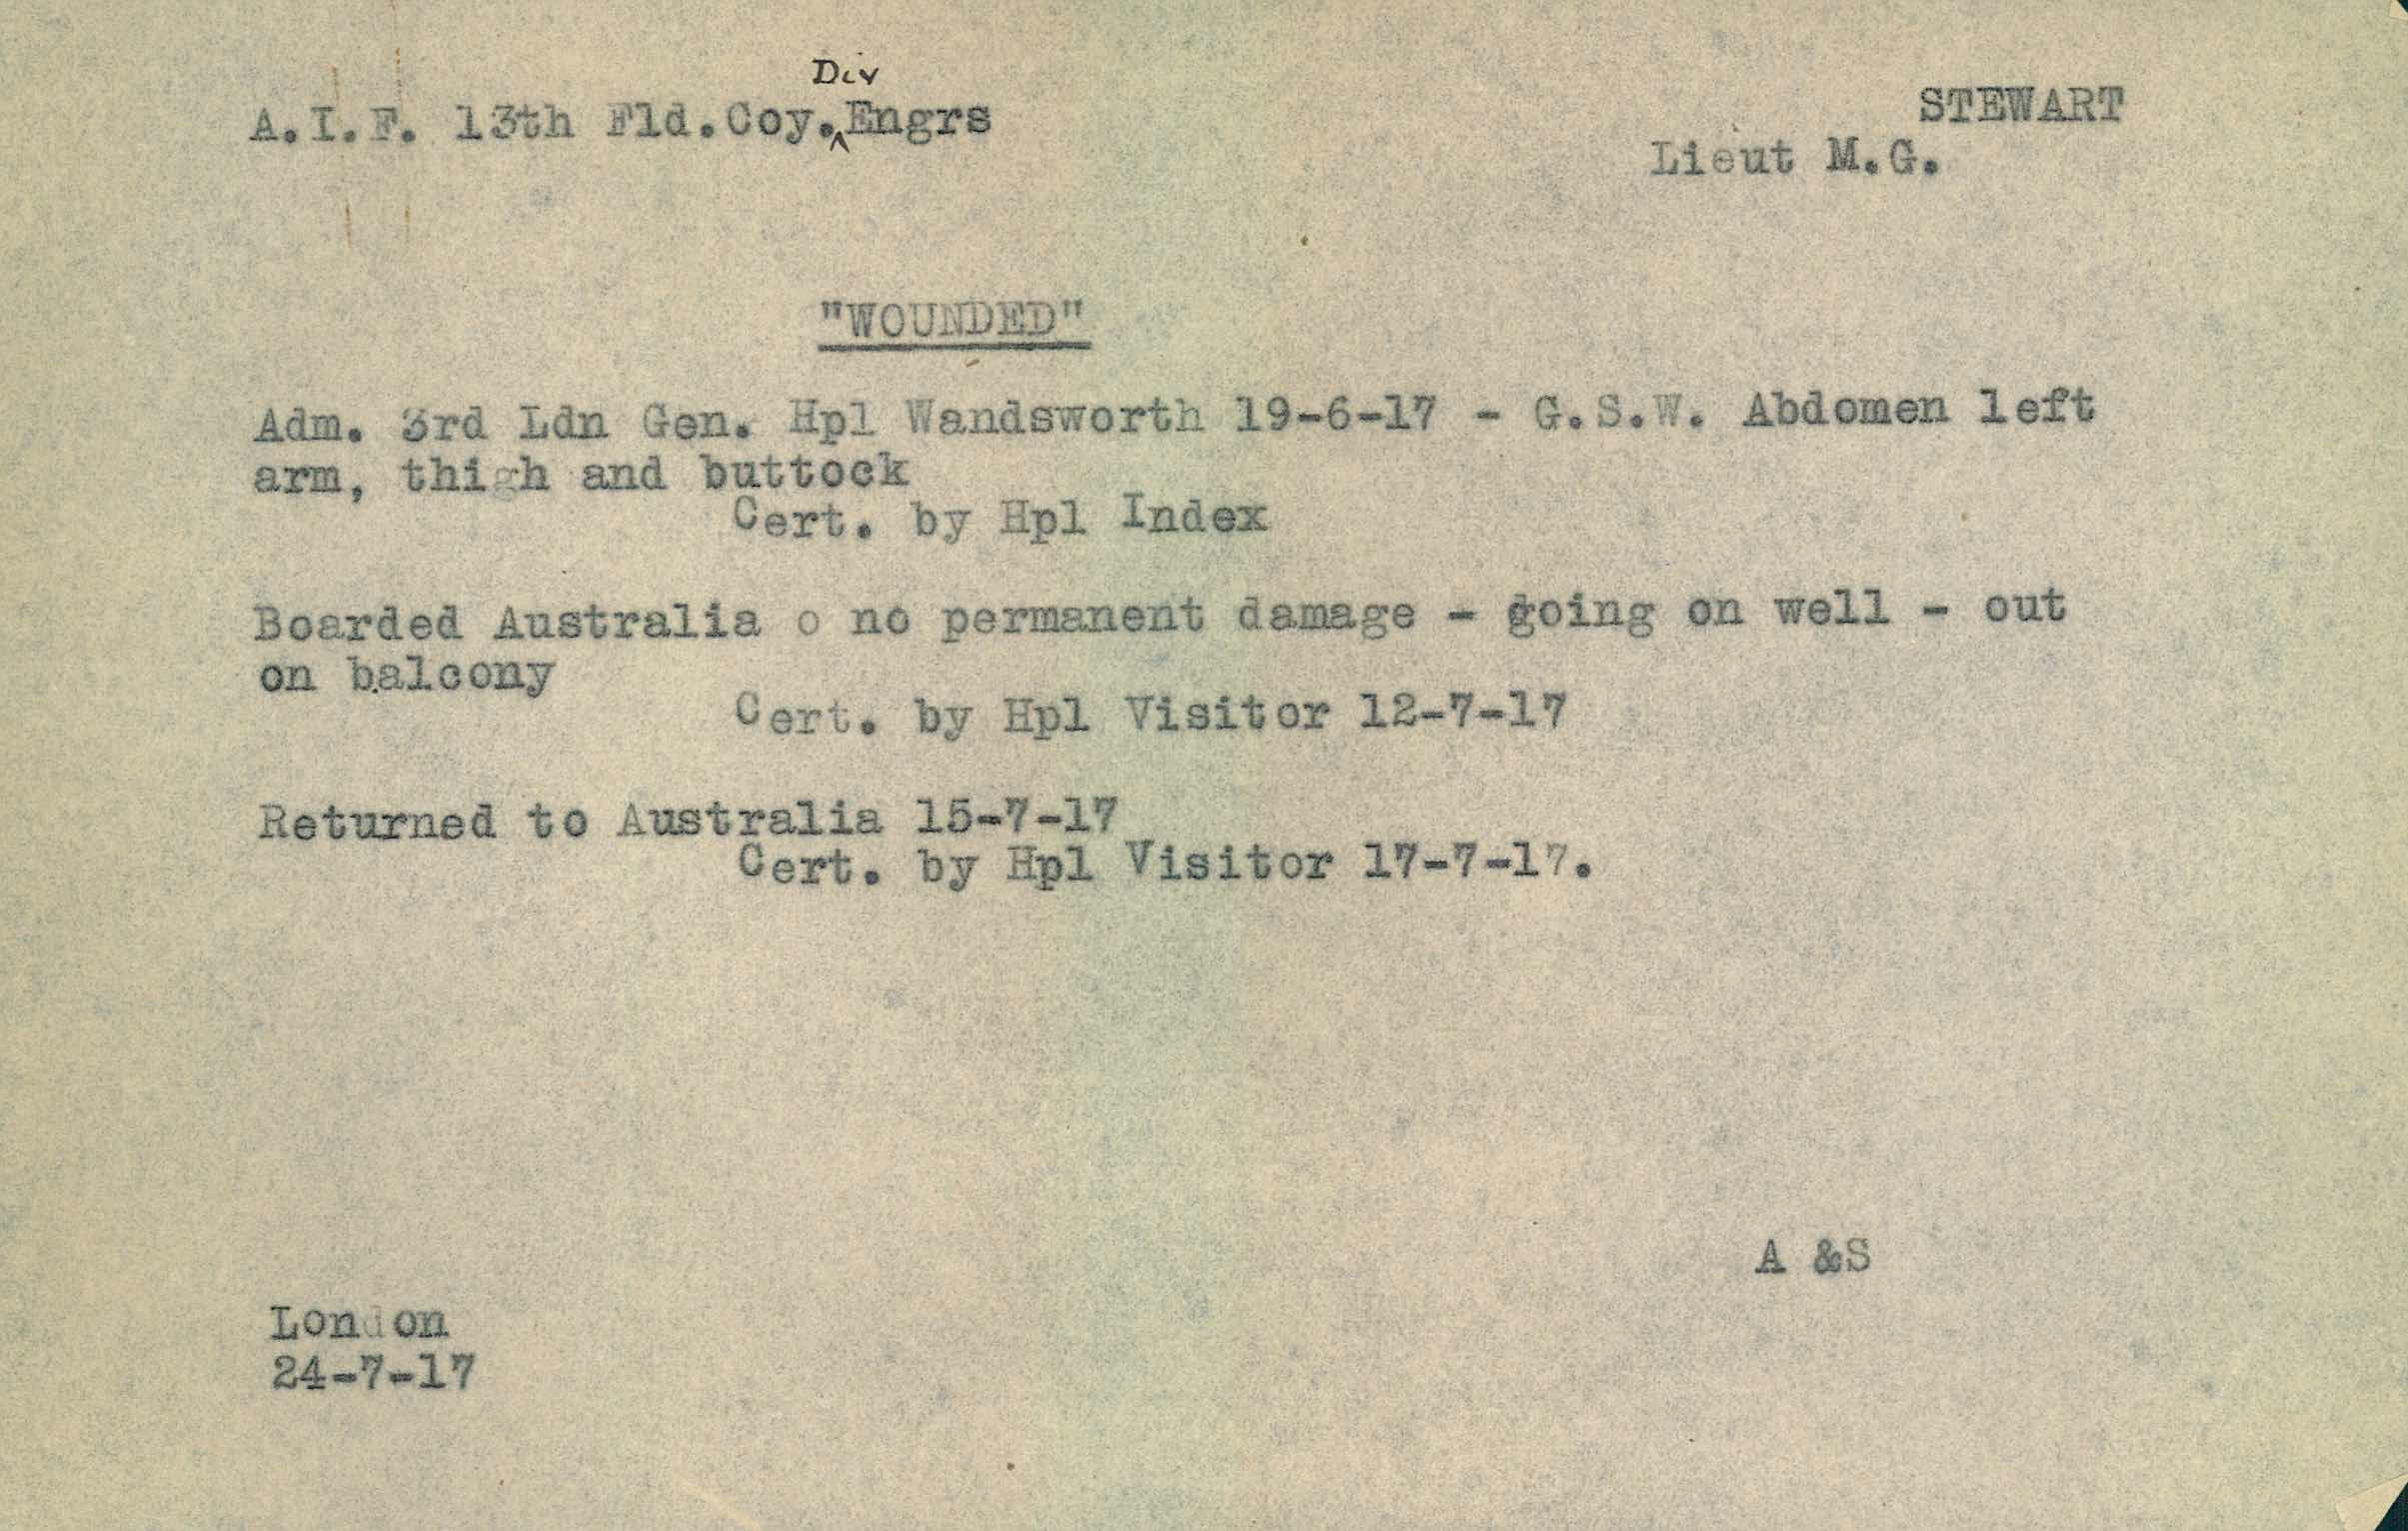 A.I.F. 13th Fld.Coy. Div Engrs
STEWART
Lieut M.G.
"WOUNDED"
Adm. 3rd Ldn Gen. Hpl Wandsworth 19-6-17 - G.S.W. Abdomen left
arm, thigh and buttock
Cert. by Hpl Index
Boarded Australia o no permanent damage - going on well - out
on balcony
Cert. by Hpl Visitor 12-7-17
Returned to Australia 15-7-17
Cert. by Hpl Visitor 17-7-17.
A &S
London
24-7-17